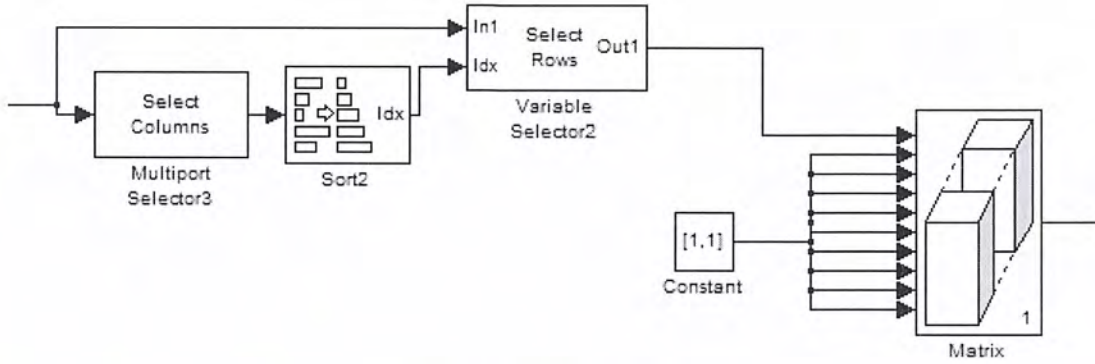 In1
Select
Rows
Out1
Idx
Variable
Selector2
Select
Columns
Multiport
Selector3
Idx
Sort2
[1,1]
Constant
1
Matrix